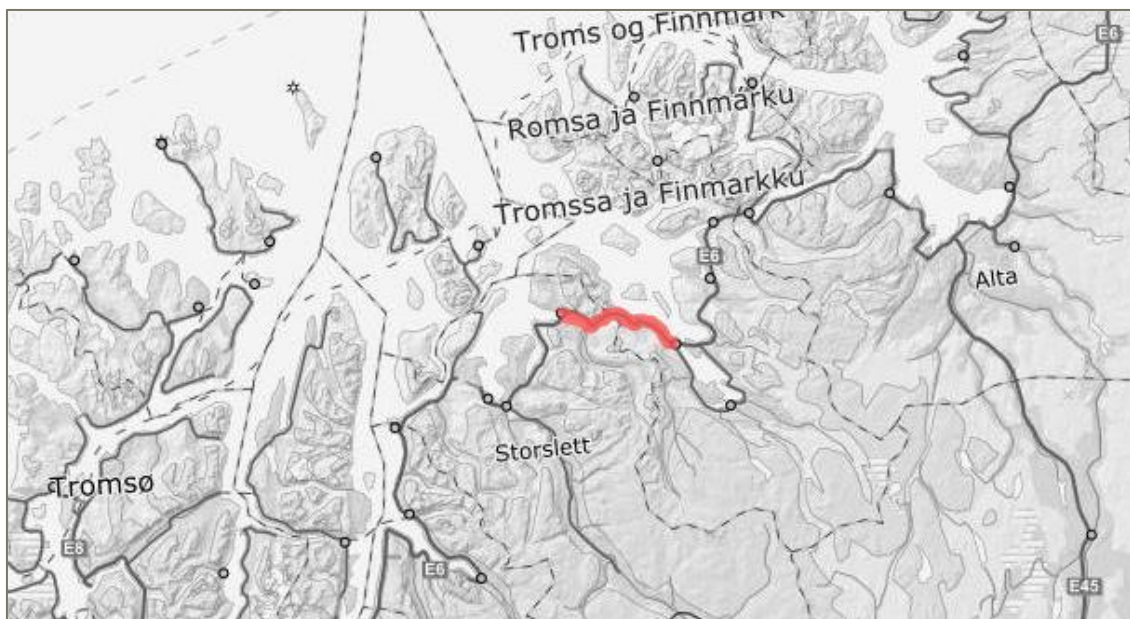 Troms og Finnmark
E6
Romsa ja Finnmárku
Tromssa ja Finmarkku
E6
Alta
Storslett
Tromsø
E8
E6
E45